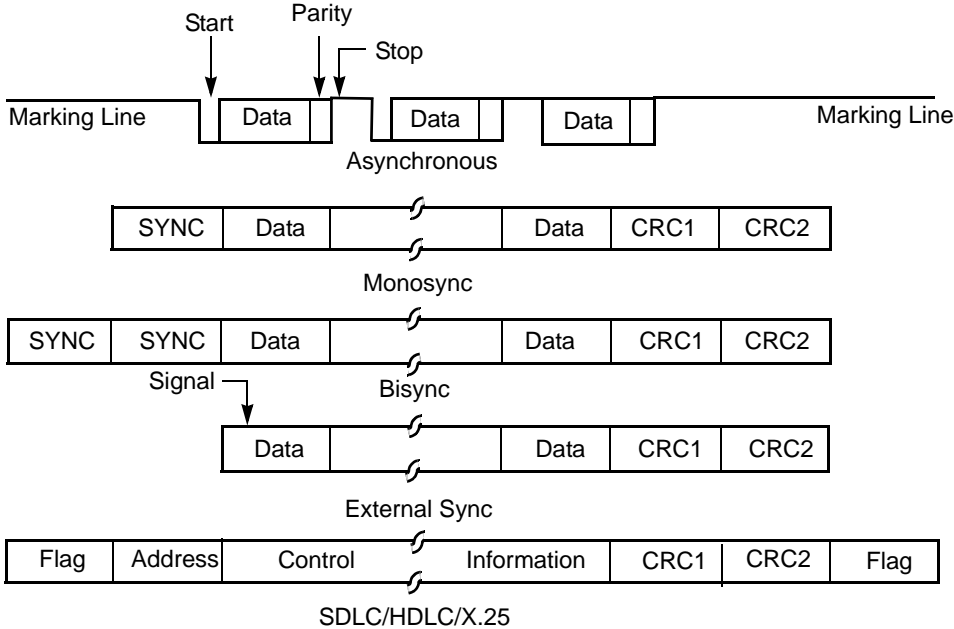 Start Parity
Stop
Marking Line Data Data Data Marking Line
Asynchronous
SYNC Data Data CRC1 CRC2
Monosync
SYNC SYNC Data Data CRC1 CRC2
Signal Bisync
Data Data CRC1 CRC2
External Sync
Flag Address Control Information CRC1 CRC2 Flag
SDLC/HDLC/X.25